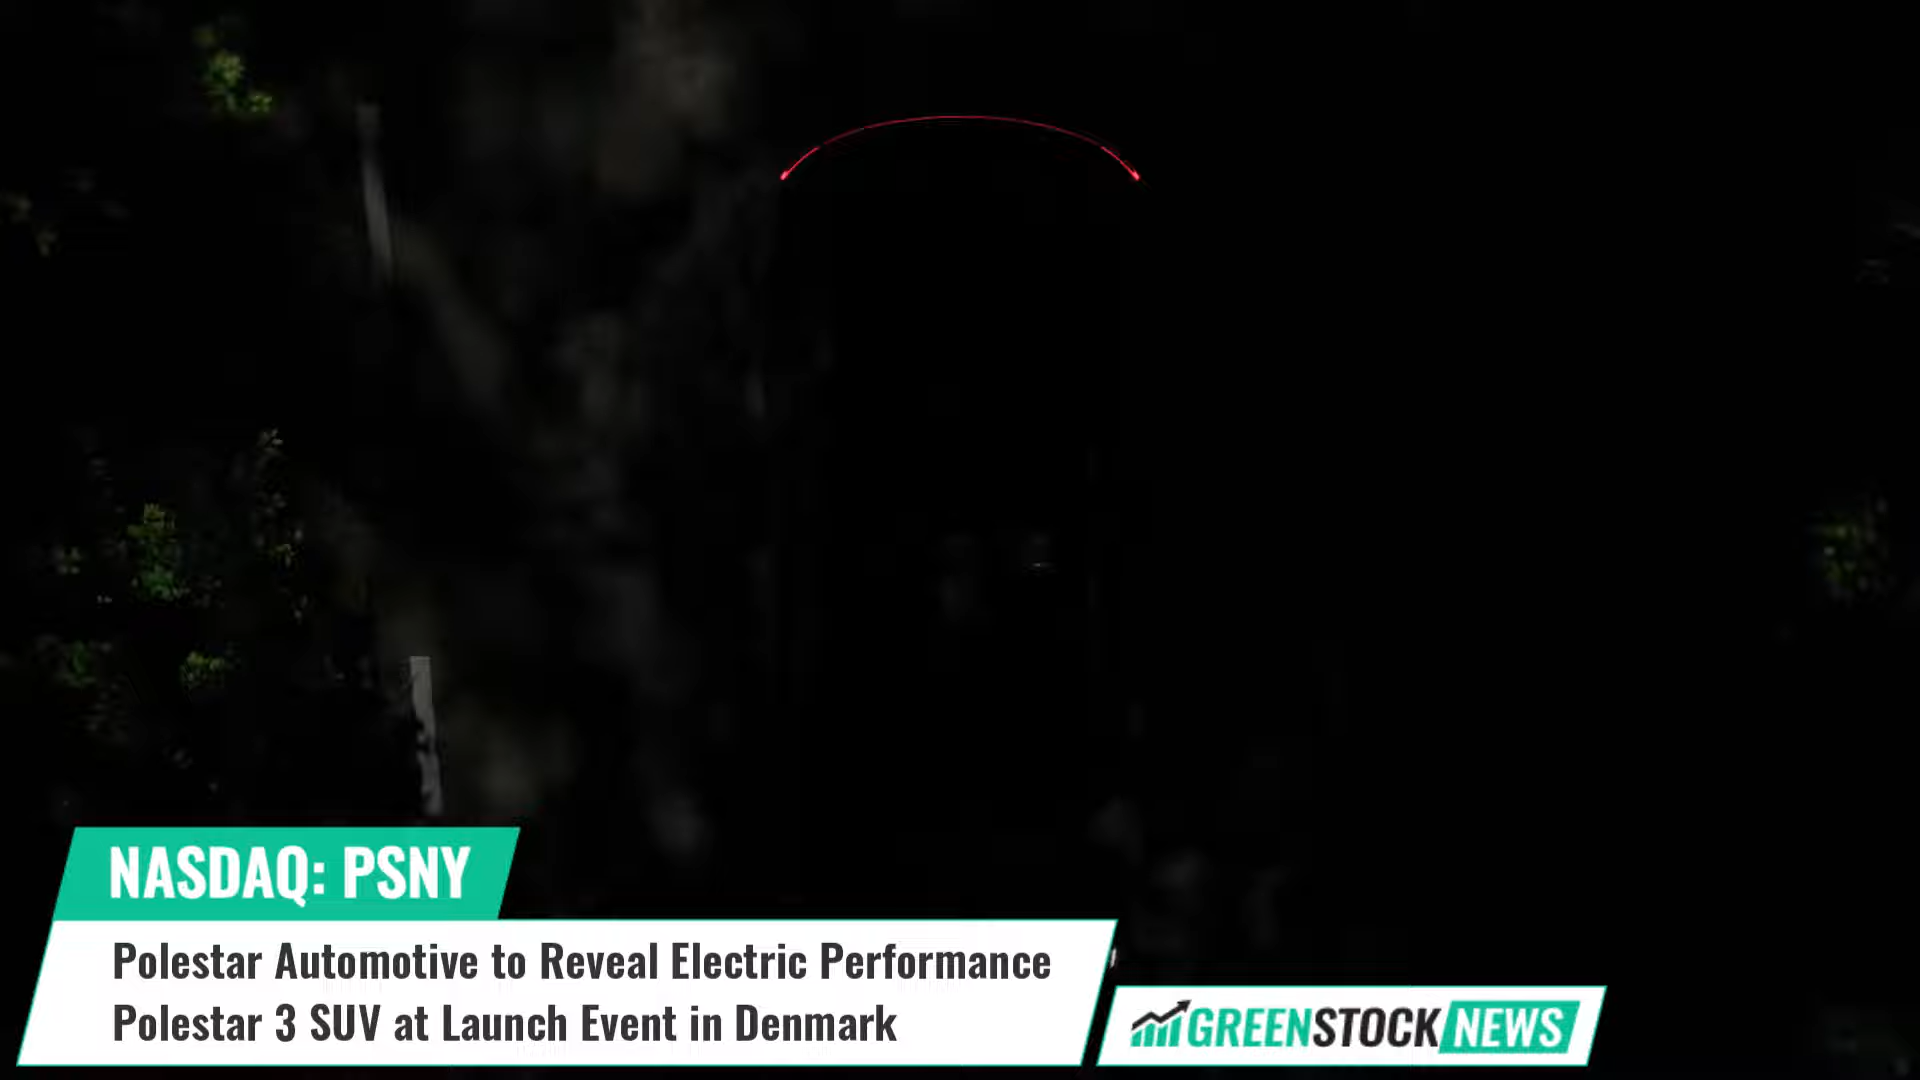 NASDAQ: PSNY
Polestar Automotive to Reveal Electric Performance
Polestar 3 SUV at Launch Event in Denmark
GREENSTOCK NEWS